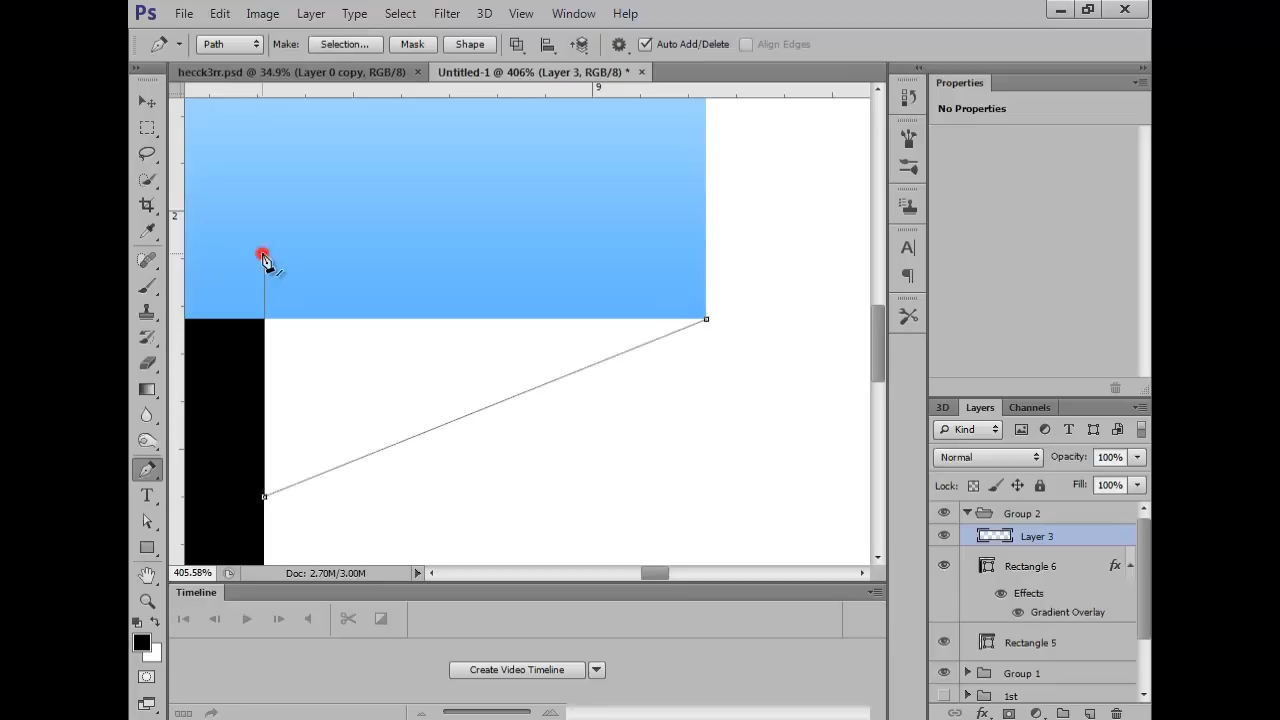 Ps File Edit Image Layer Type Select Filter 3D View Window Help
Path Make: Selection... Mask Shape Auto Add/Delete Align Edges
hecck3rr.psd @ 34.9% (Layer 0 copy, RGB/8) × Untitled-1 @ 406% (Layer 3, RGB/8) * ×
Properties
9
No Properties
2
3D Layers Channels
Kind
Normal Opacity: 100%
Lock: Fill: 100%
Group 2
Layer 3
Rectangle 6 fx
Effects
Gradient Overlay
Rectangle 5
Group 1
1st
405.58% Doc: 2.70M/3.00M
Timeline
Create Video Timeline